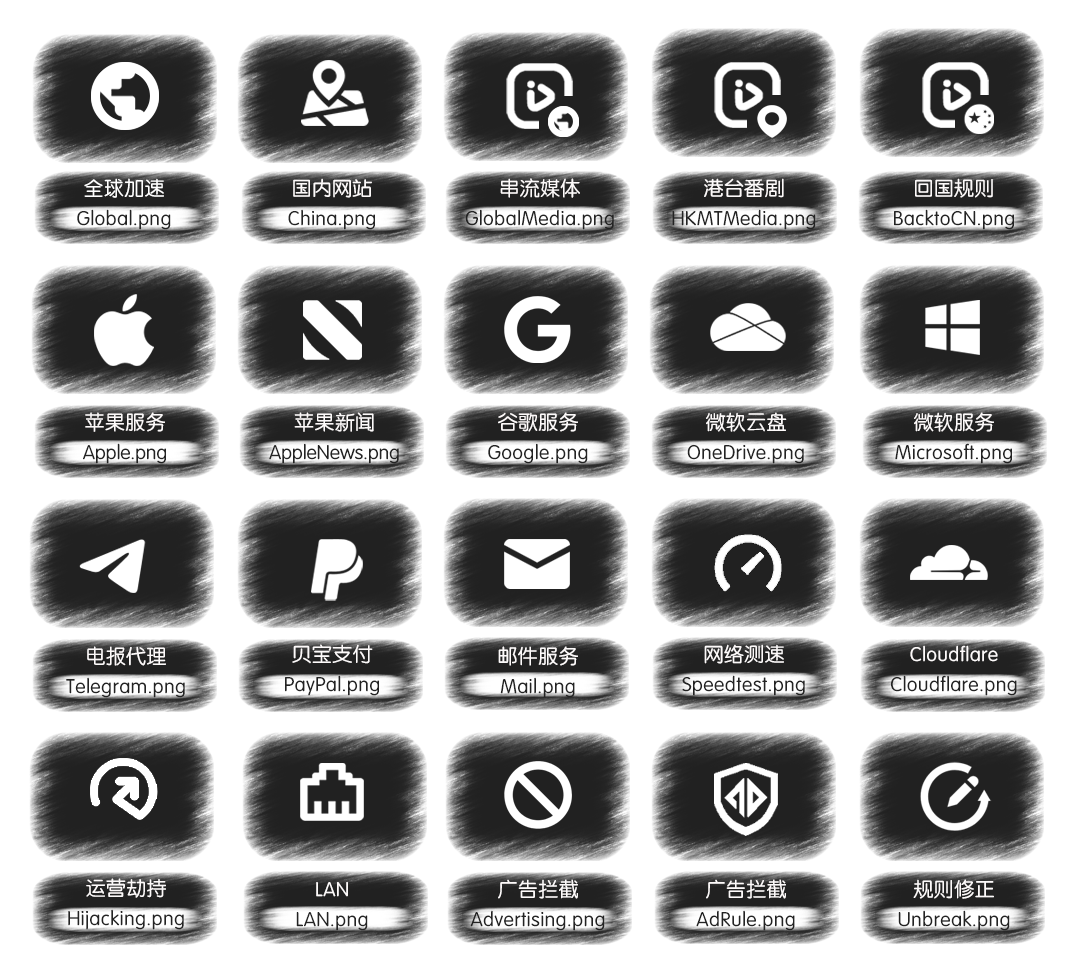 全球加速
Global.png
国内网站
China.png
串流媒体
GlobalMedia.png
港台番剧
HKMTMedia.png
回国规则
BacktoCN.png
苹果服务
Apple.png
苹果新闻
AppleNews.png
谷歌服务
Google.png
微软云盘
OneDrive.png
微软服务
Microsoft.png
电报代理
Telegram.png
贝宝支付
PayPal.png
邮件服务
Mail.png
网络测速
Speedtest.png
Cloudflare
Cloudflare.png
运营劫持
Hijacking.png
LAN
LAN.png
广告拦截
Advertising.png
广告拦截
AdRule.png
规则修正
Unbreak.png